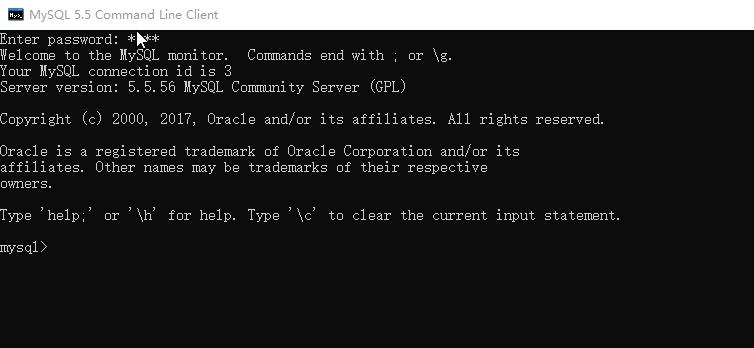 MySQL 5.5 Command Line Client
Enter password: ****
Welcome to the MySQL monitor.  Commands end with ; or \g.
Your MySQL connection id is 3
Server version: 5.5.56 MySQL Community Server (GPL)
Copyright (c) 2000, 2017, Oracle and/or its affiliates. All rights reserved.
Oracle is a registered trademark of Oracle Corporation and/or its
affiliates. Other names may be trademarks of their respective
owners.
Type 'help;' or '\h' for help. Type '\c' to clear the current input statement.
mysql>